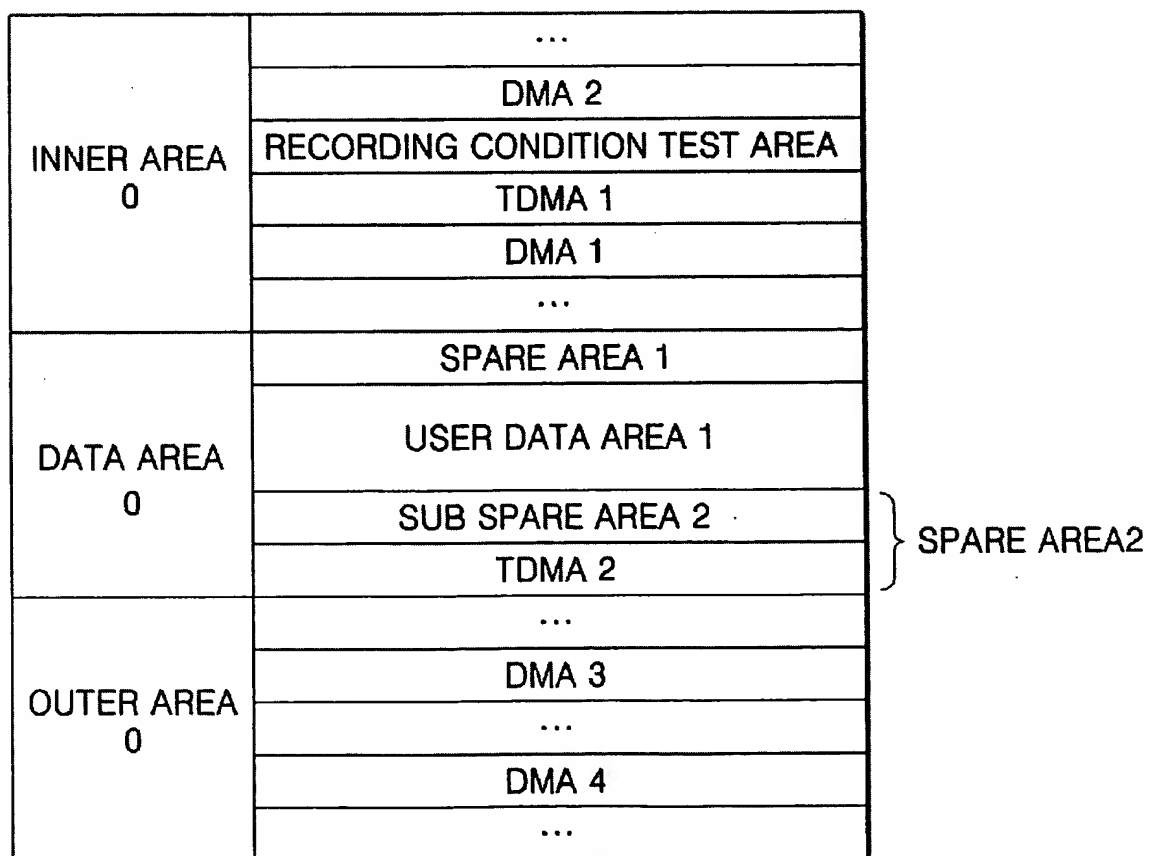 ...
DMA 2
INNER AREA
0
RECORDING CONDITION TEST AREA
TDMA 1
DMA 1
...
SPARE AREA 1
DATA AREA
0
USER DATA AREA 1
SUB SPARE AREA 2
TDMA 2
SPARE AREA2
...
OUTER AREA
0
DMA 3
...
DMA 4
...